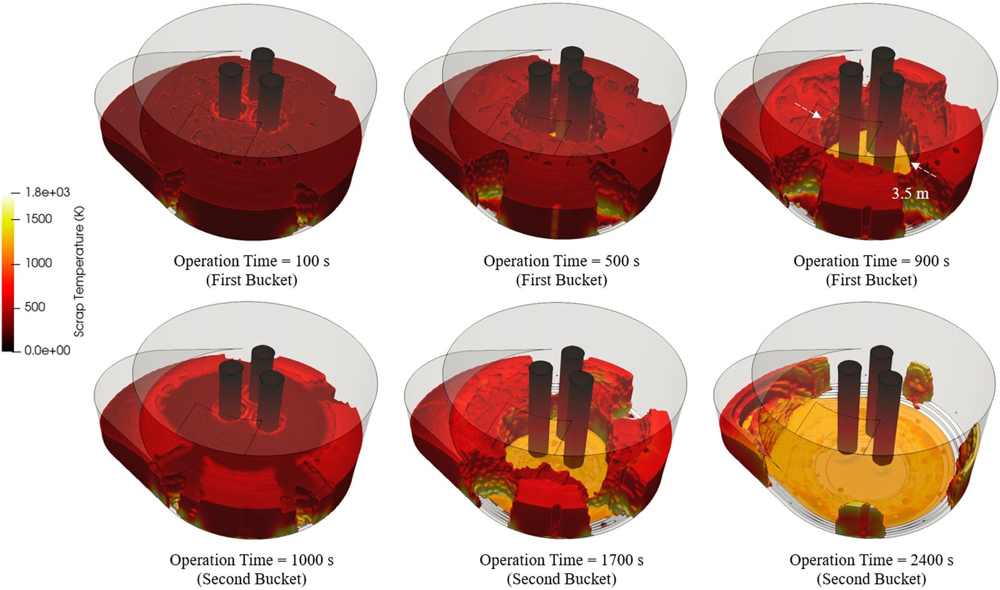 1.8e+03
1500
1000
500
0.0e+00
Scrap Temperature (K)
3.5 m
Operation Time = 100 s
(First Bucket)
Operation Time = 500 s
(First Bucket)
Operation Time = 900 s
(First Bucket)
Operation Time = 1000 s
(Second Bucket)
Operation Time = 1700 s
(Second Bucket)
Operation Time = 2400 s
(Second Bucket)